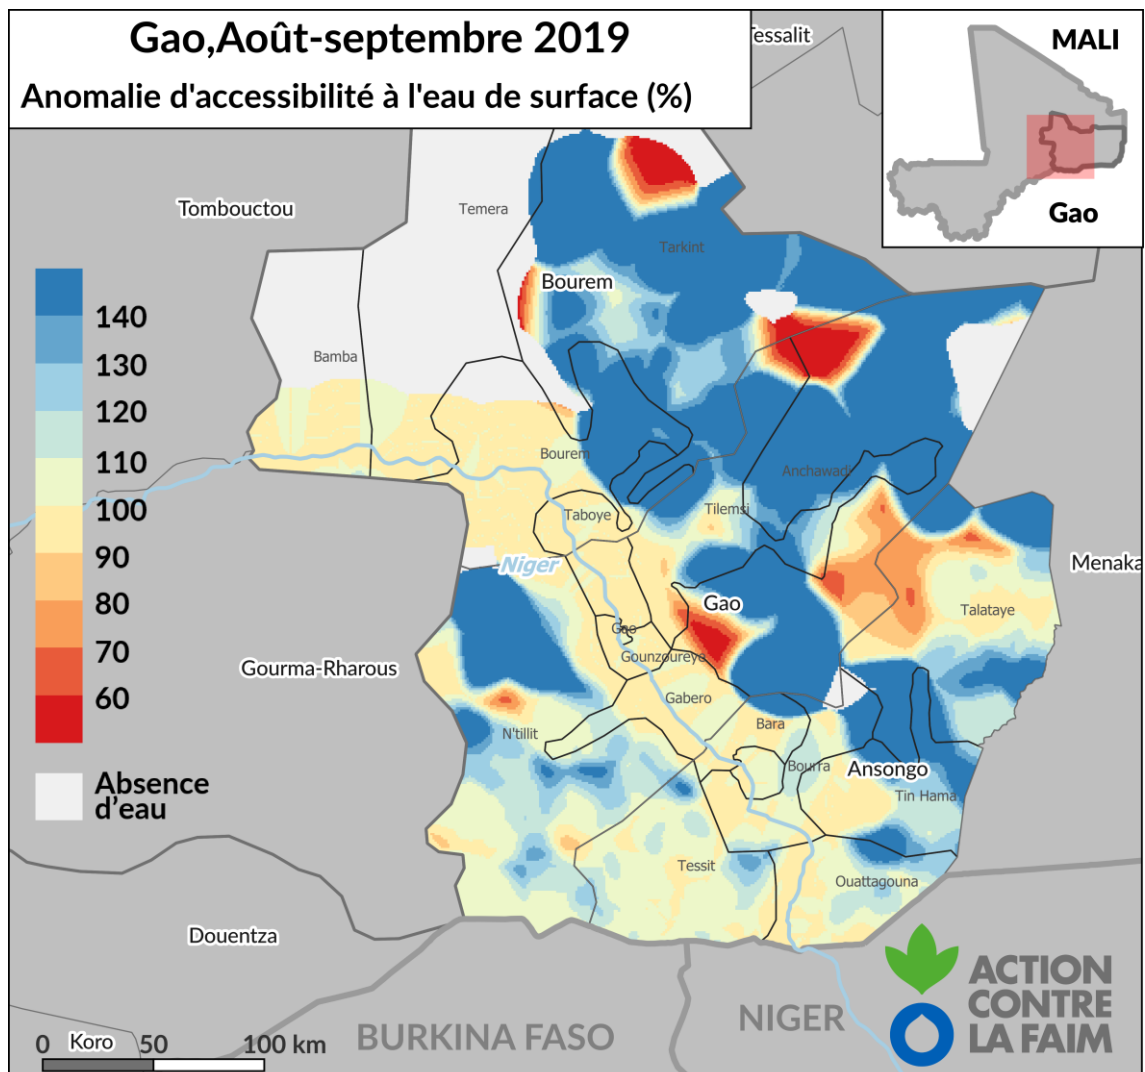 Gao,Août-septembre 2019
Anomalie d'accessibilité à l'eau de surface (%)
MALI
Gao
Tombouctou
Temera
Tarkint
Bourem
140
130
120
110
100
90
80
70
60
Absence
d'eau
Bamba
Bourem
Anchawadi
Taboye
Tilemsi
Niger
Menaka
Gao
Talataye
Gao
Gounzoureye
Gourma-Rharous
Gabero
Bara
N'tillit
Bourra
Ansongo
Tin Hama
Tessit
Ouattagouna
Douentza
ACTION
CONTRE
LA FAIM
NIGER
BURKINA FASO
Koro
0 50 100 km